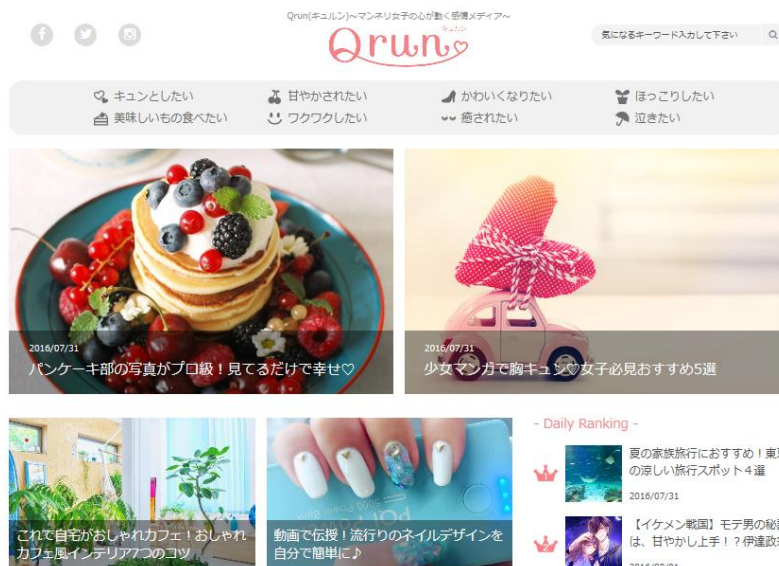 Qrun(キュルン)～マンネリ女子の心が動く感情メディア～
キュルン
Qrun
気になるキーワード入力して下さい
キュンとしたい
甘やかされたい
かわいくなりたい
ほっこりしたい
美味しいもの食べたい
ワクワクしたい
癒されたい
泣きたい
2016/07/31
パンケーキ部の写真がプロ級！見てるだけで幸せ♡
2016/07/31
少女マンガで胸キュン♡女子必見おすすめ5選
- Daily Ranking -
夏の家族旅行におすすめ！東
の涼しい旅行スポット４選
2016/07/31
【イケメン戦国】モテ男の秘
は、甘やかし上手！？伊達政
2016/08/01
これで自宅がおしゃれカフェ！おしゃれ
カフェ風インテリア7つのコツ
5000 Power Bank
動画で伝授！流行りのネイルデザインを
自分で簡単に♪